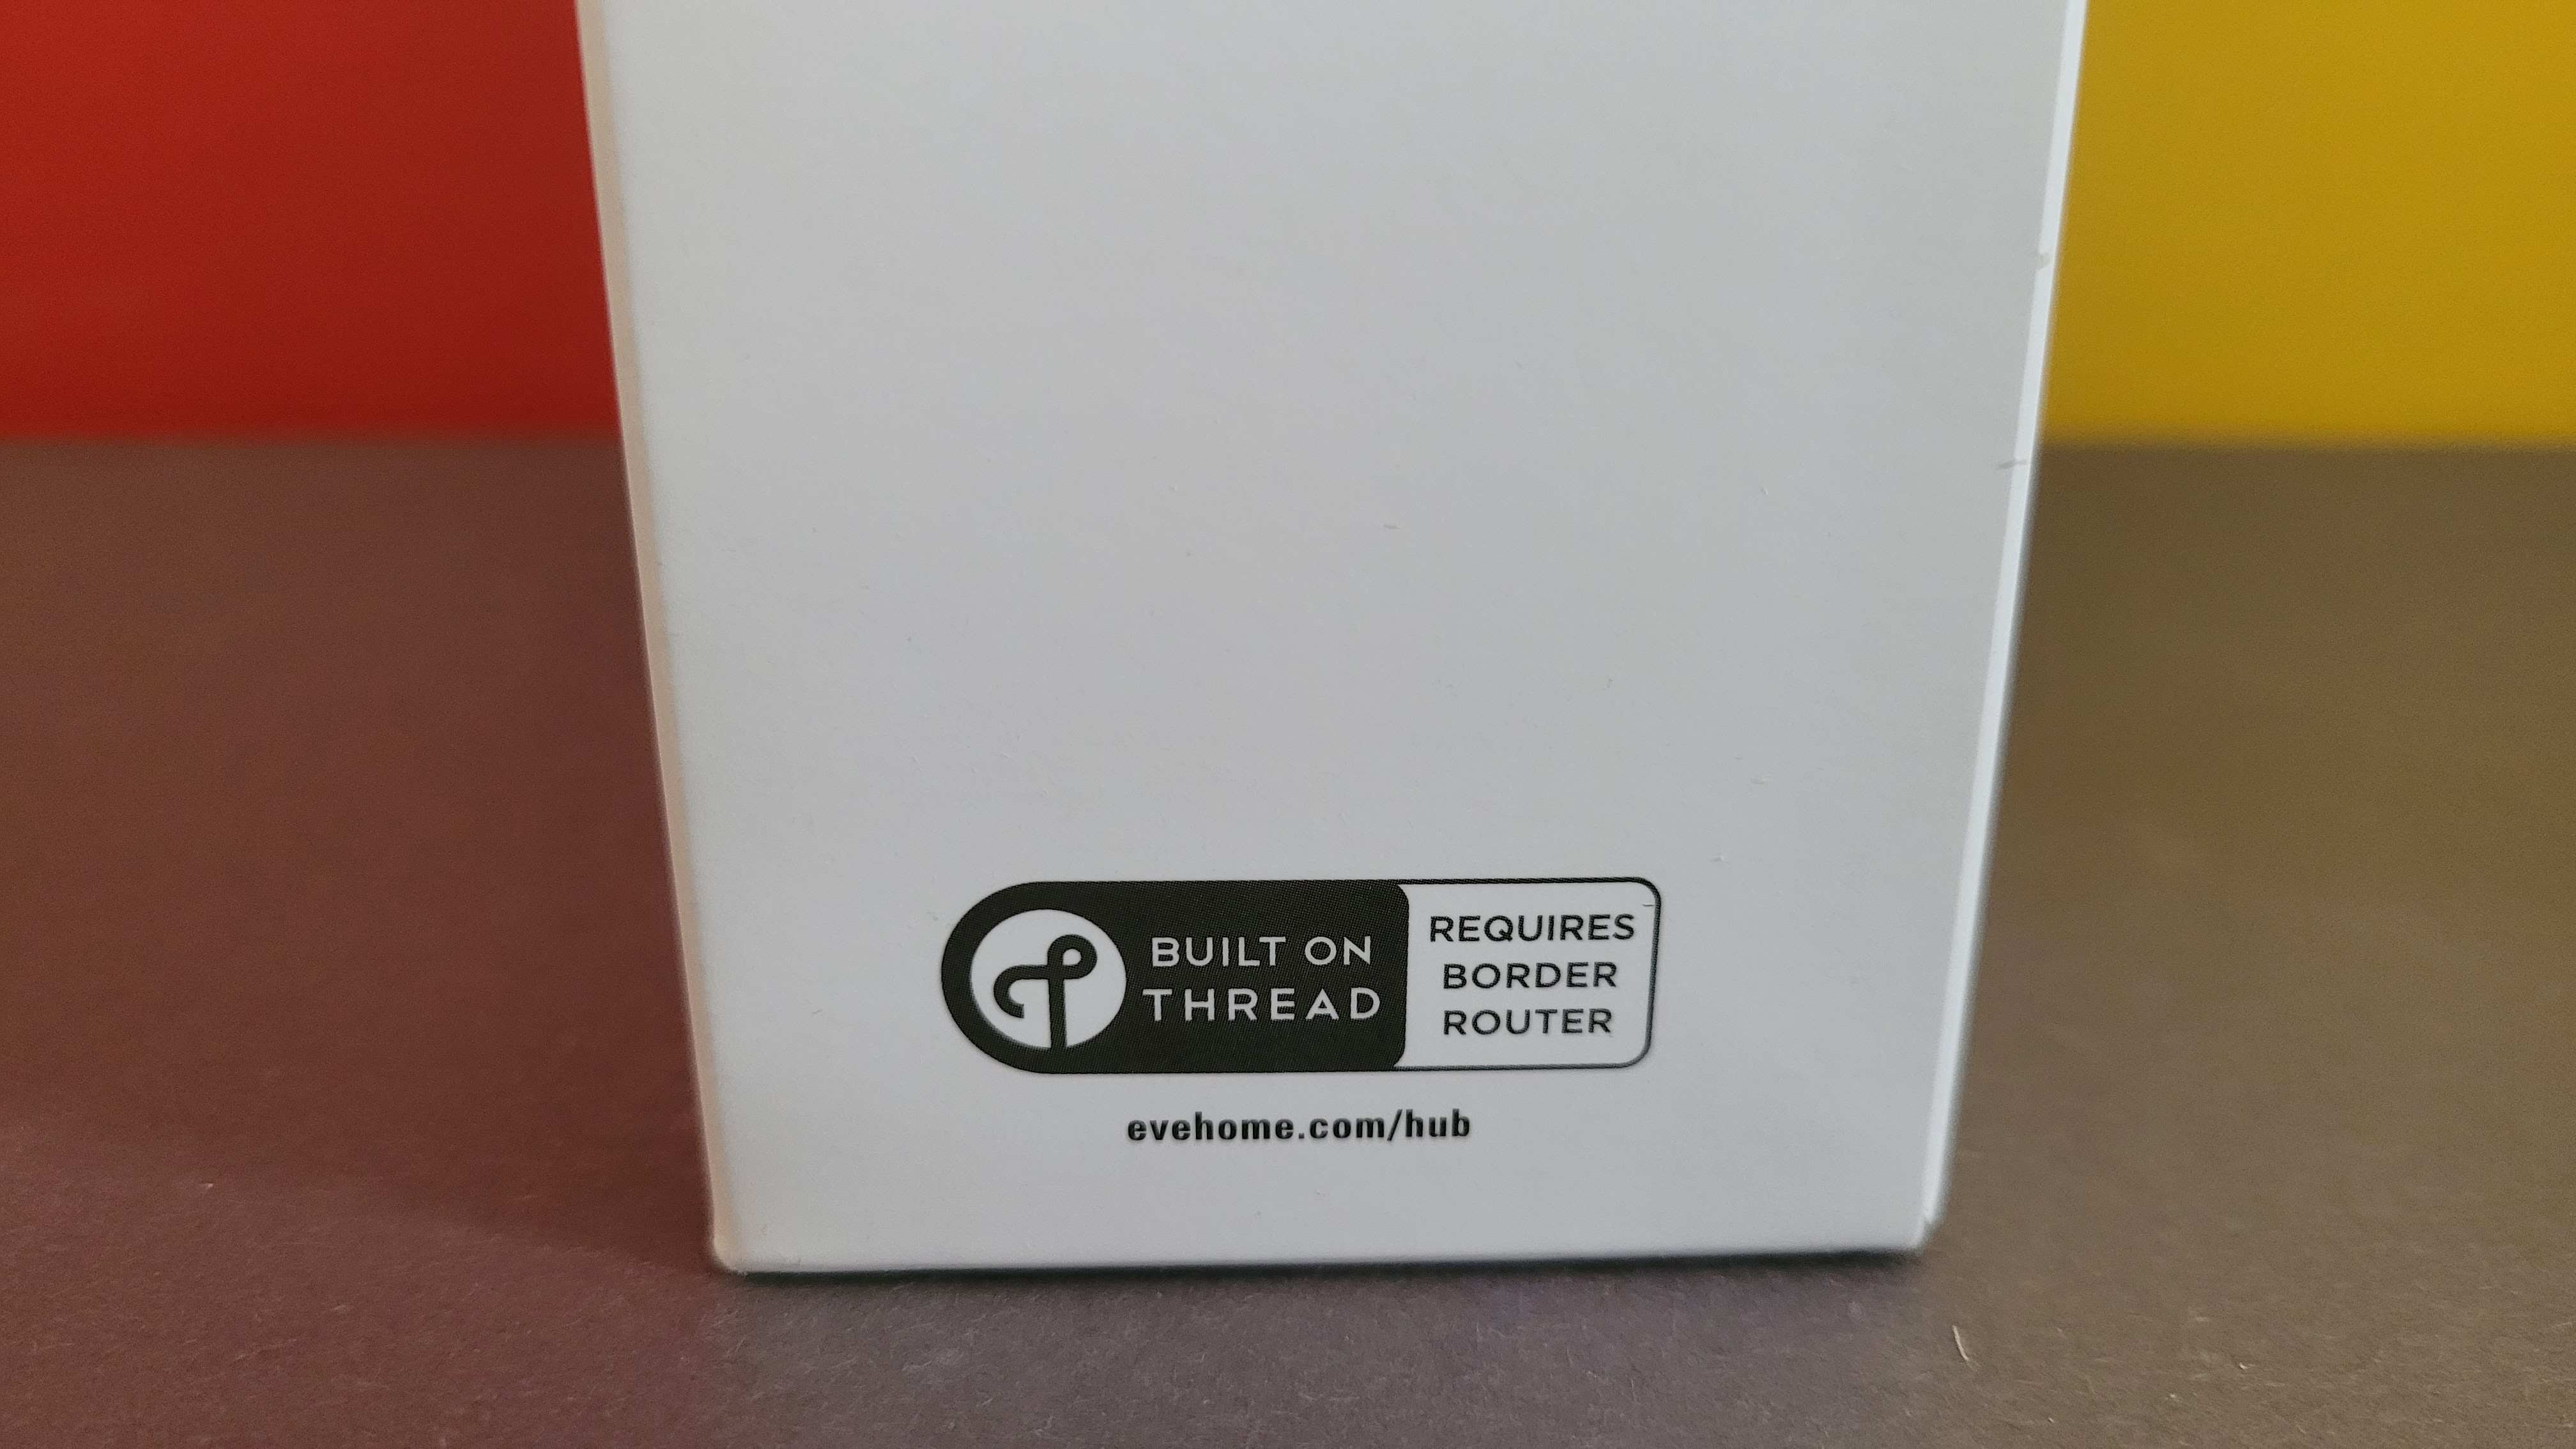 BUILT ON
THREAD
REQUIRES
BORDER
ROUTER
evehome.com/hub